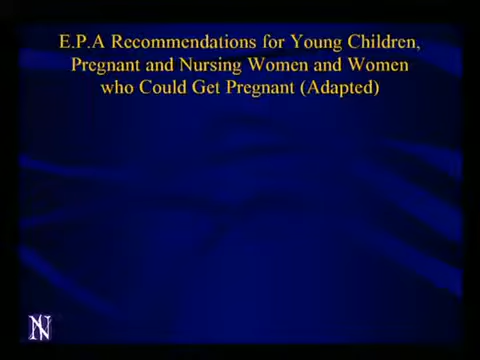 E.P.A Recommendations for Young Children,
Pregnant and Nursing Women and Women
who Could Get Pregnant (Adapted)
N